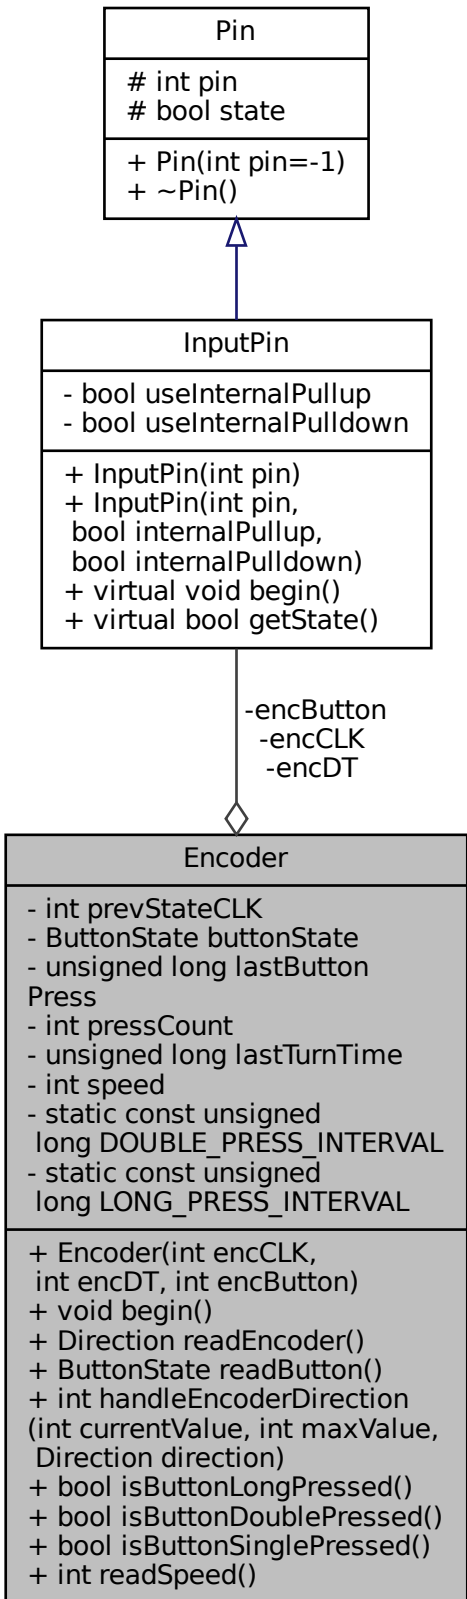 Pin
# int pin
# bool state
+ Pin(int pin=-1)
+ ~Pin()
InputPin
- bool useInternalPullup
- bool useInternalPulldown
+ InputPin(int pin)
+ InputPin(int pin,
bool internalPullup,
bool internalPulldown)
+ virtual void begin()
+ virtual bool getState()
-encButton
-encCLK
-encDT
Encoder
- int prevStateCLK
- ButtonState buttonState
- unsigned long lastButton
Press
- int pressCount
- unsigned long lastTurnTime
- int speed
- static const unsigned
long DOUBLE_PRESS_INTERVAL
- static const unsigned
long LONG_PRESS_INTERVAL
+ Encoder(int encCLK,
int encDT, int encButton)
+ void begin()
+ Direction readEncoder()
+ ButtonState readButton()
+ int handleEncoderDirection
(int currentValue, int maxValue,
Direction direction)
+ bool isButtonLongPressed()
+ bool isButtonDoublePressed()
+ bool isButtonSinglePressed()
+ int readSpeed()